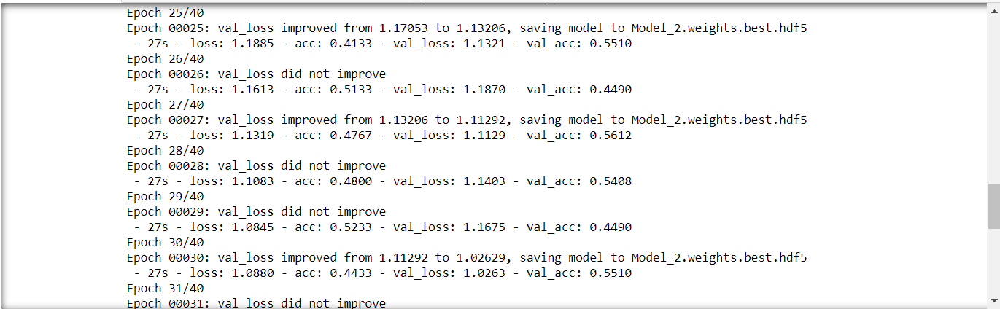 Epoch 25/40
Epoch 00025: val_loss improved from 1.17053 to 1.13206, saving model to Model_2.weights.best.hdf5
- 27s - loss: 1.1885 - acc: 0.4133 - val_loss: 1.1321 - val_acc: 0.5510
Epoch 26/40
Epoch 00026: val_loss did not improve
- 27s - loss: 1.1613 - acc: 0.5133 - val_loss: 1.1870 - val_acc: 0.4490
Epoch 27/40
Epoch 00027: val_loss improved from 1.13206 to 1.11292, saving model to Model_2.weights.best.hdf5
- 27s - loss: 1.1319 - acc: 0.4767 - val_loss: 1.1129 - val_acc: 0.5612
Epoch 28/40
Epoch 00028: val_loss did not improve
- 27s - loss: 1.1083 - acc: 0.4800 - val_loss: 1.1403 - val_acc: 0.5408
Epoch 29/40
Epoch 00029: val_loss did not improve
- 27s - loss: 1.0845 - acc: 0.5233 - val_loss: 1.1675 - val_acc: 0.4490
Epoch 30/40
Epoch 00030: val_loss improved from 1.11292 to 1.02629, saving model to Model_2.weights.best.hdf5
- 27s - loss: 1.0880 - acc: 0.4433 - val_loss: 1.0263 - val_acc: 0.5510
Epoch 31/40
Epoch 00031: val_loss did not improve